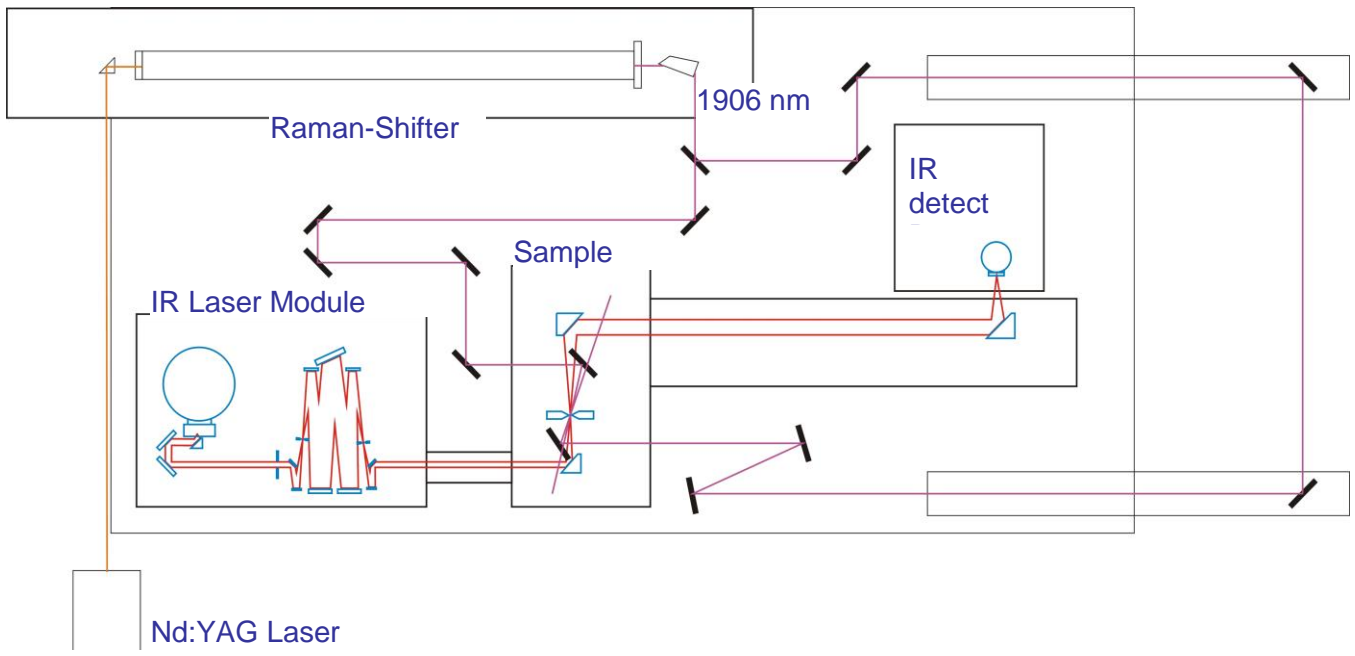 1906 nm
Raman-Shifter
IR
detect
Sample
IR Laser Module
Nd:YAG Laser